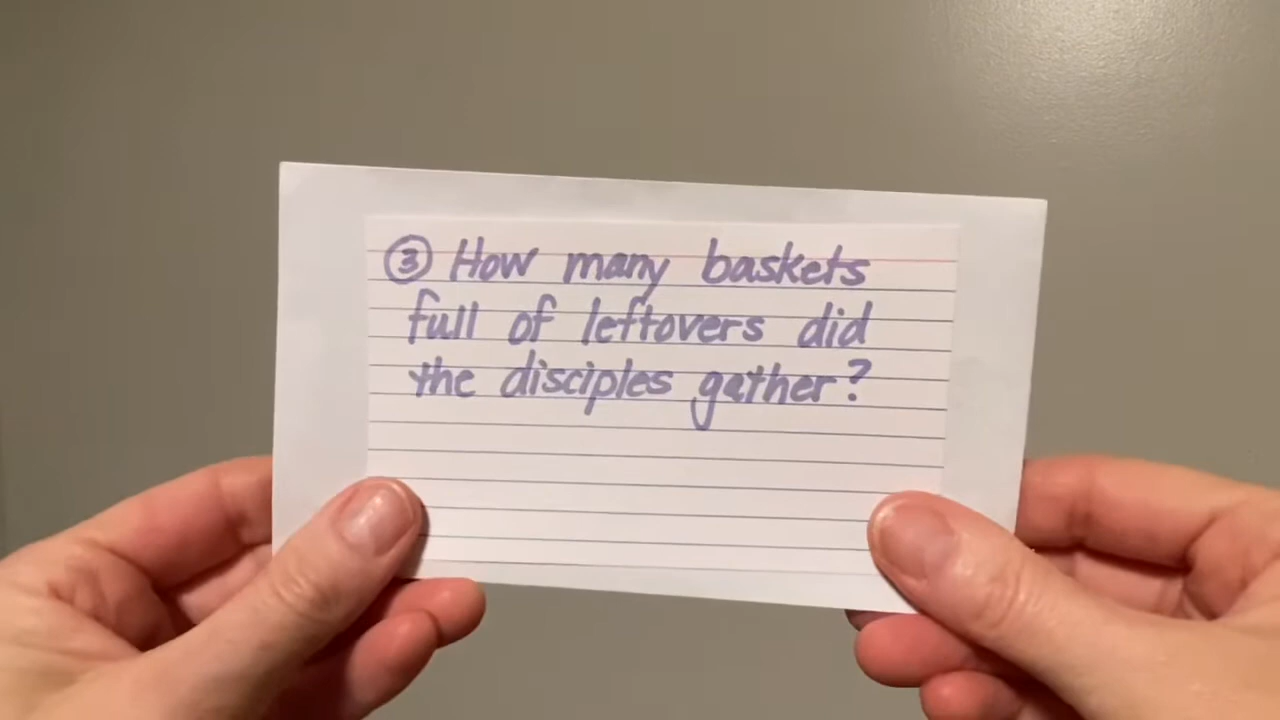 ③ How many baskets
full of leftovers did
the disciples gather?